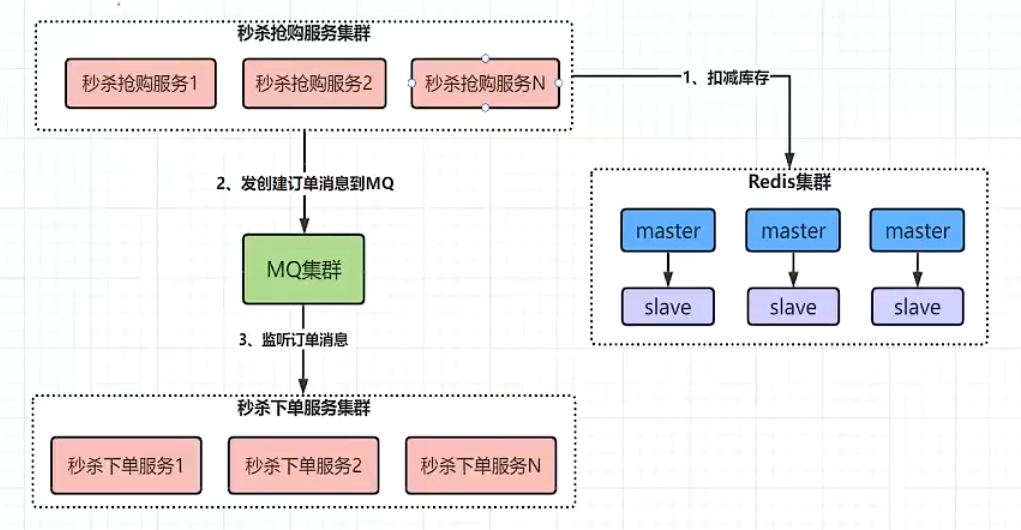 秒杀抢购服务集群
秒杀抢购服务1
秒杀抢购服务2
秒杀抢购服务N
1、扣减库存
2、发创建订单消息到MQ
Redis集群
master
master
master
slave
slave
slave
MQ集群
3、监听订单消息
秒杀下单服务集群
秒杀下单服务1
秒杀下单服务2
秒杀下单服务N